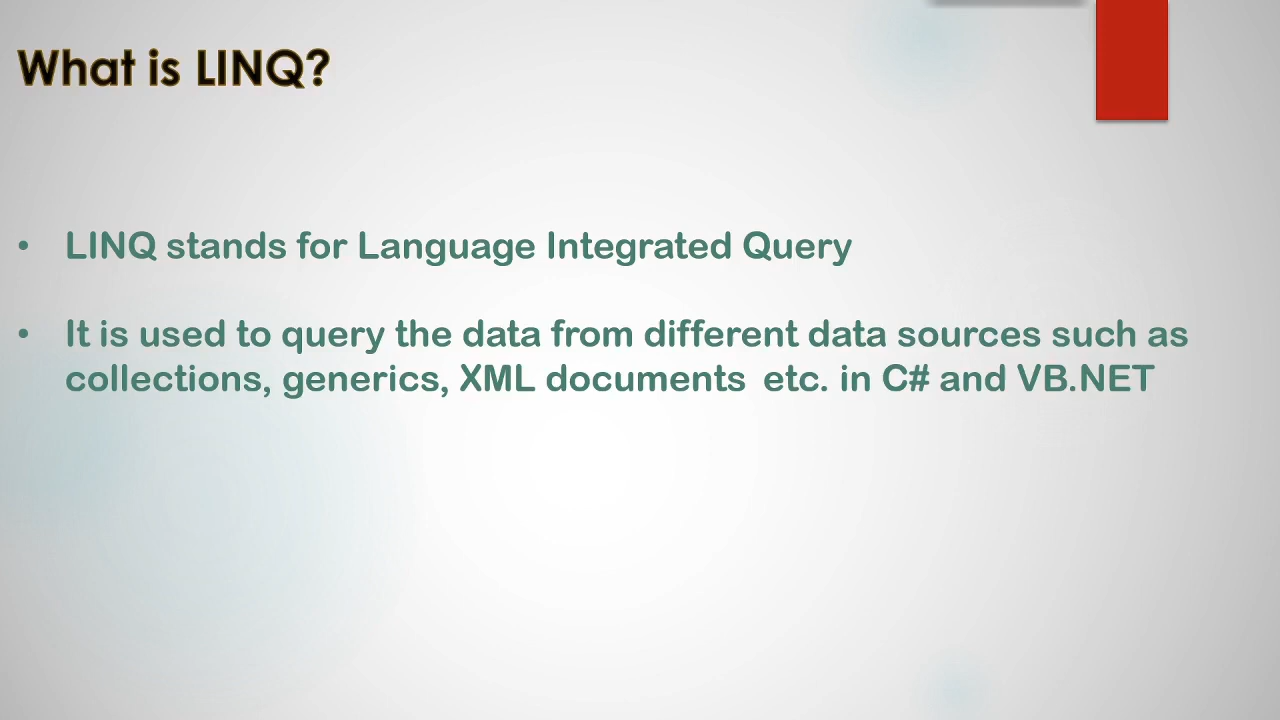 What is LINQ?
• LINQ stands for Language Integrated Query
• It is used to query the data from different data sources such as
collections, generics, XML documents  etc. in C# and VB.NET